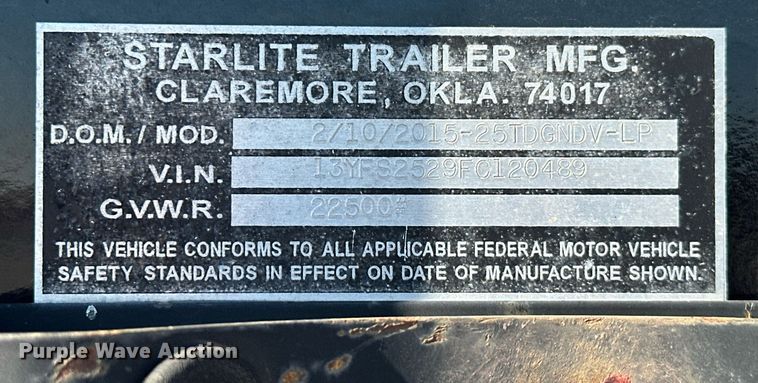 STARLITE TRAILER MFG.
CLAREMORE, OKLA. 74017
D.O.M./ MOD. 2/10/2015-25TDGNDV-LP
V.I.N. 13YFS2529FC120489
G.V.W.R. 22500#
THIS VEHICLE CONFORMS TO ALL APPLICABLE FEDERAL MOTOR VEHICLE
SAFETY STANDARDS IN EFFECT ON DATE OF MANUFACTURE SHOWN.
Purple Wave Auction